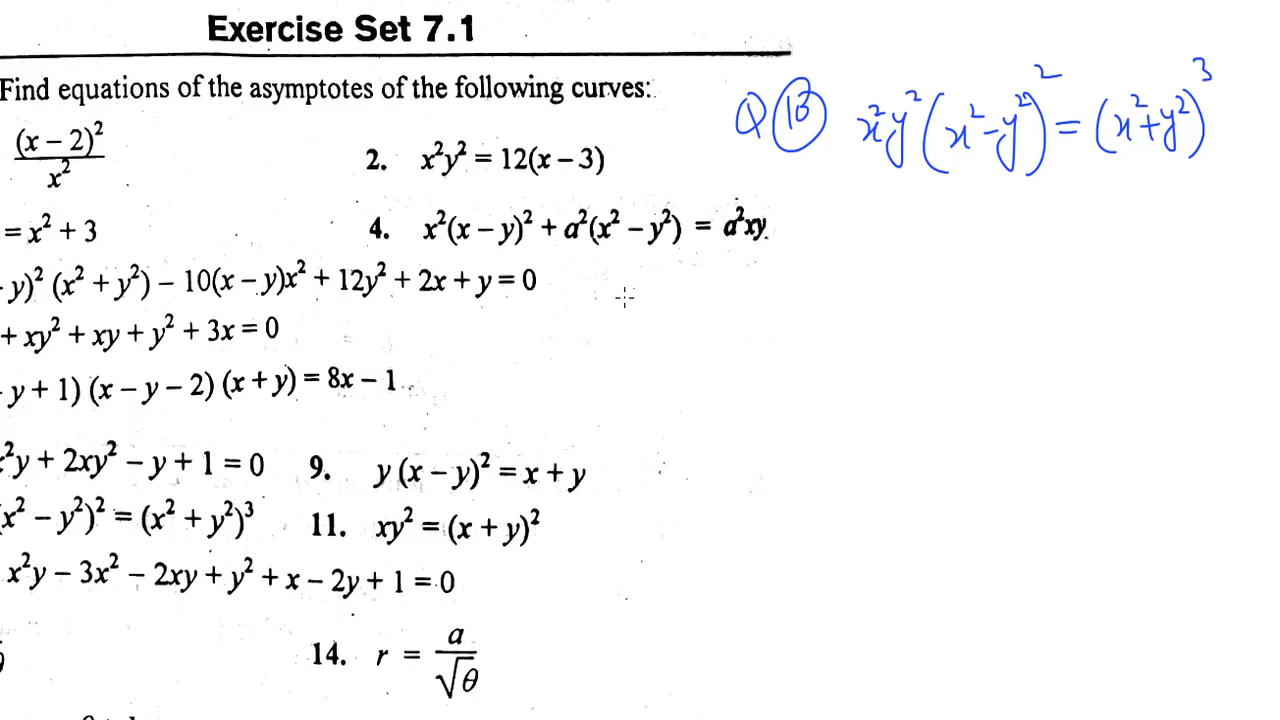 Exercise Set 7.1
Find equations of the asymptotes of the following curves:
(x – 2)²
x²
2. x²y² = 12(x – 3)
= x² + 3
4. x²(x – y)² + a²(x² – y²) = a²xy
y)² (x² + y²) – 10(x – y)x² + 12y² + 2x + y = 0
+ xy² + xy + y² + 3x = 0
y + 1) (x – y – 2) (x + y) = 8x – 1
²y + 2xy² – y + 1 = 0
9. y (x – y)² = x + y
x² – y²)² = (x² + y²)³
11. xy² = (x + y)²
x²y – 3x² – 2xy + y² + x – 2y + 1 = 0
14. r = a
√θ
x²y²(x²–y²)² = (x²+y²)³